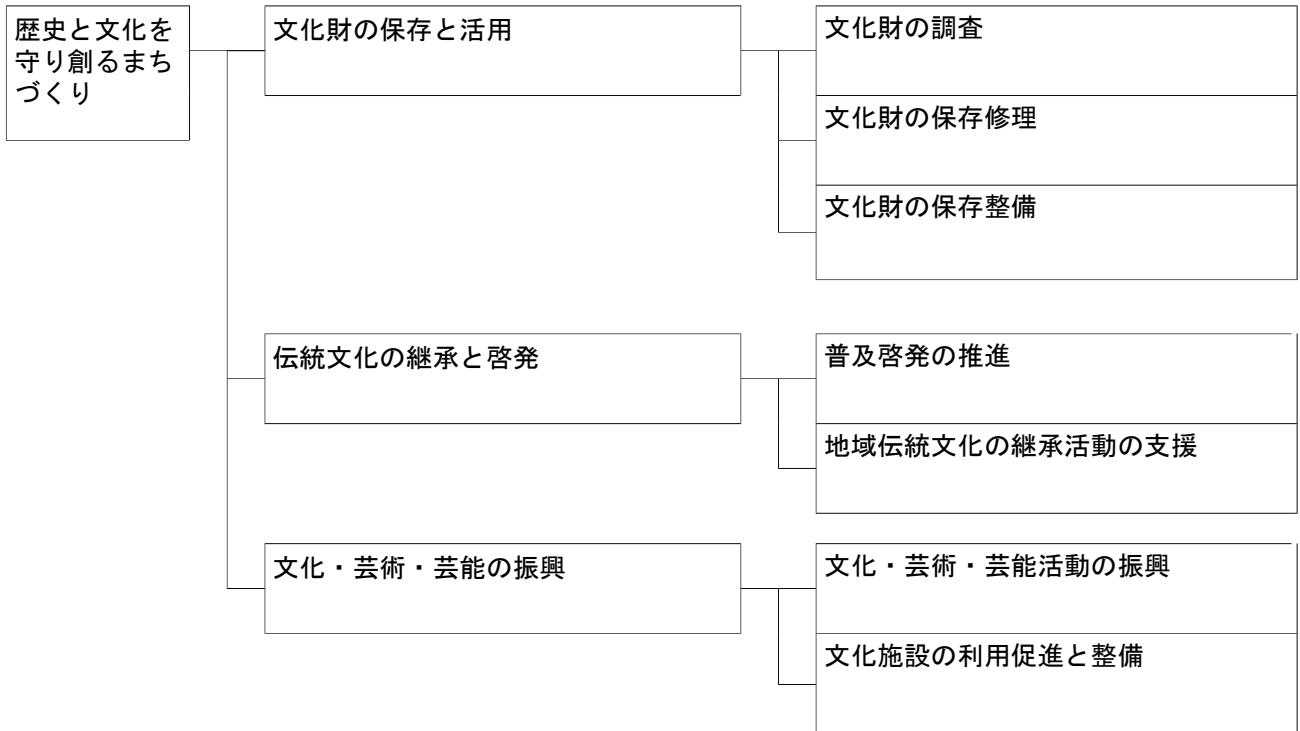 歴史と文化を
守り創るまち
づくり
文化財の保存と活用
文化財の調査
文化財の保存修理
文化財の保存整備
伝統文化の継承と啓発
普及啓発の推進
地域伝統文化の継承活動の支援
文化・芸術・芸能の振興
文化・芸術・芸能活動の振興
文化施設の利用促進と整備